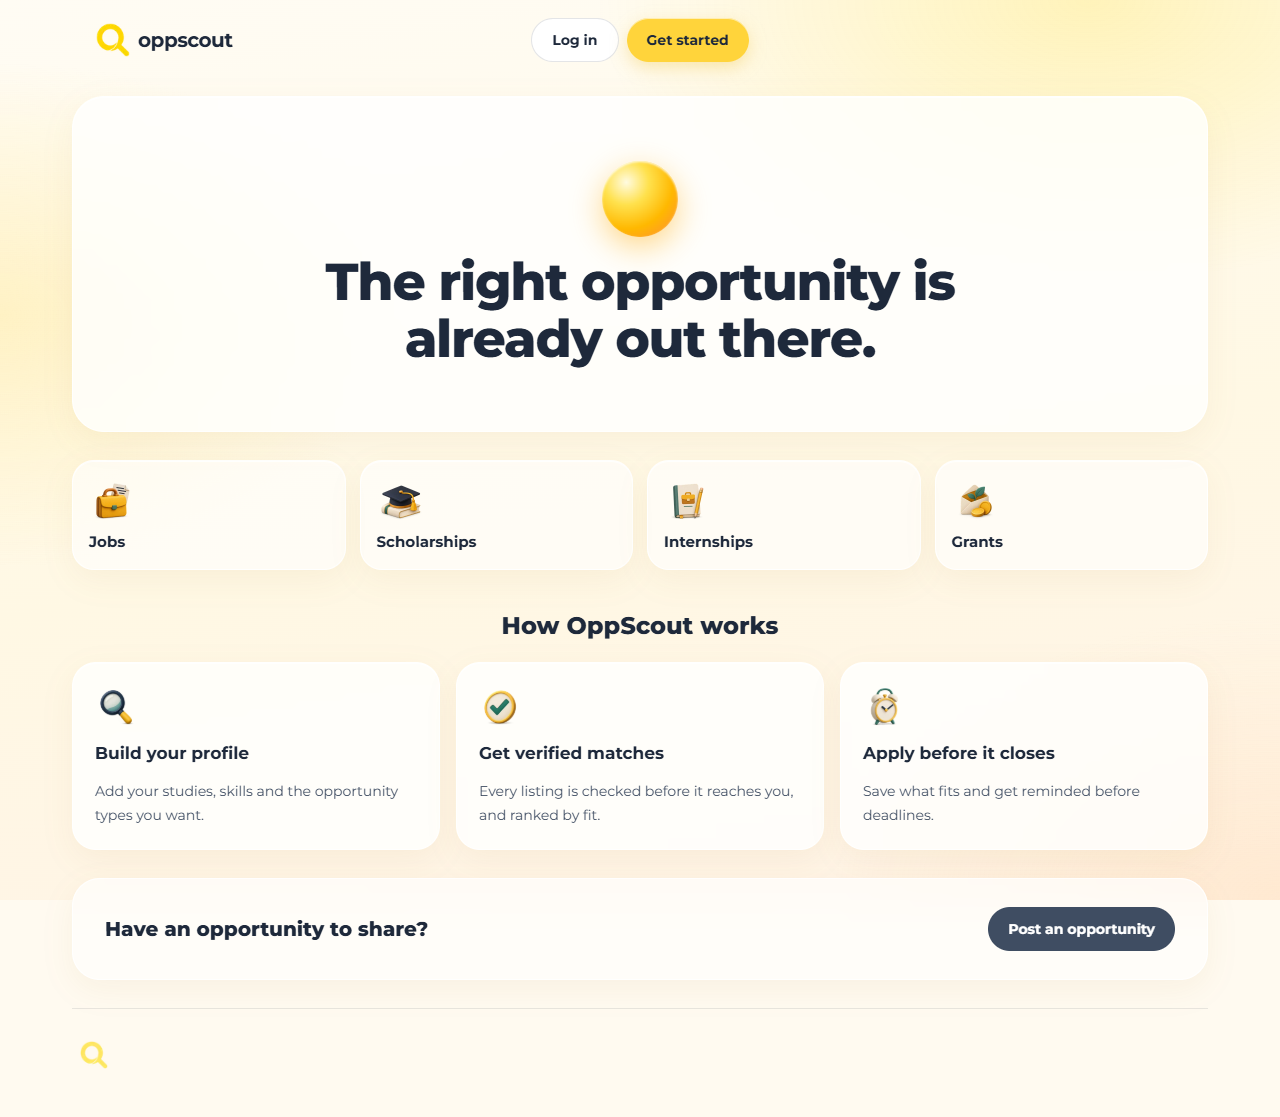 oppscout
Log in
Get started
The right opportunity is
already out there.
Jobs
Scholarships
Internships
Grants
How OppScout works
Build your profile
Add your studies, skills and the opportunity
types you want.
Get verified matches
Every listing is checked before it reaches you,
and ranked by fit.
Apply before it closes
Save what fits and get reminded before
deadlines.
Have an opportunity to share?
Post an opportunity